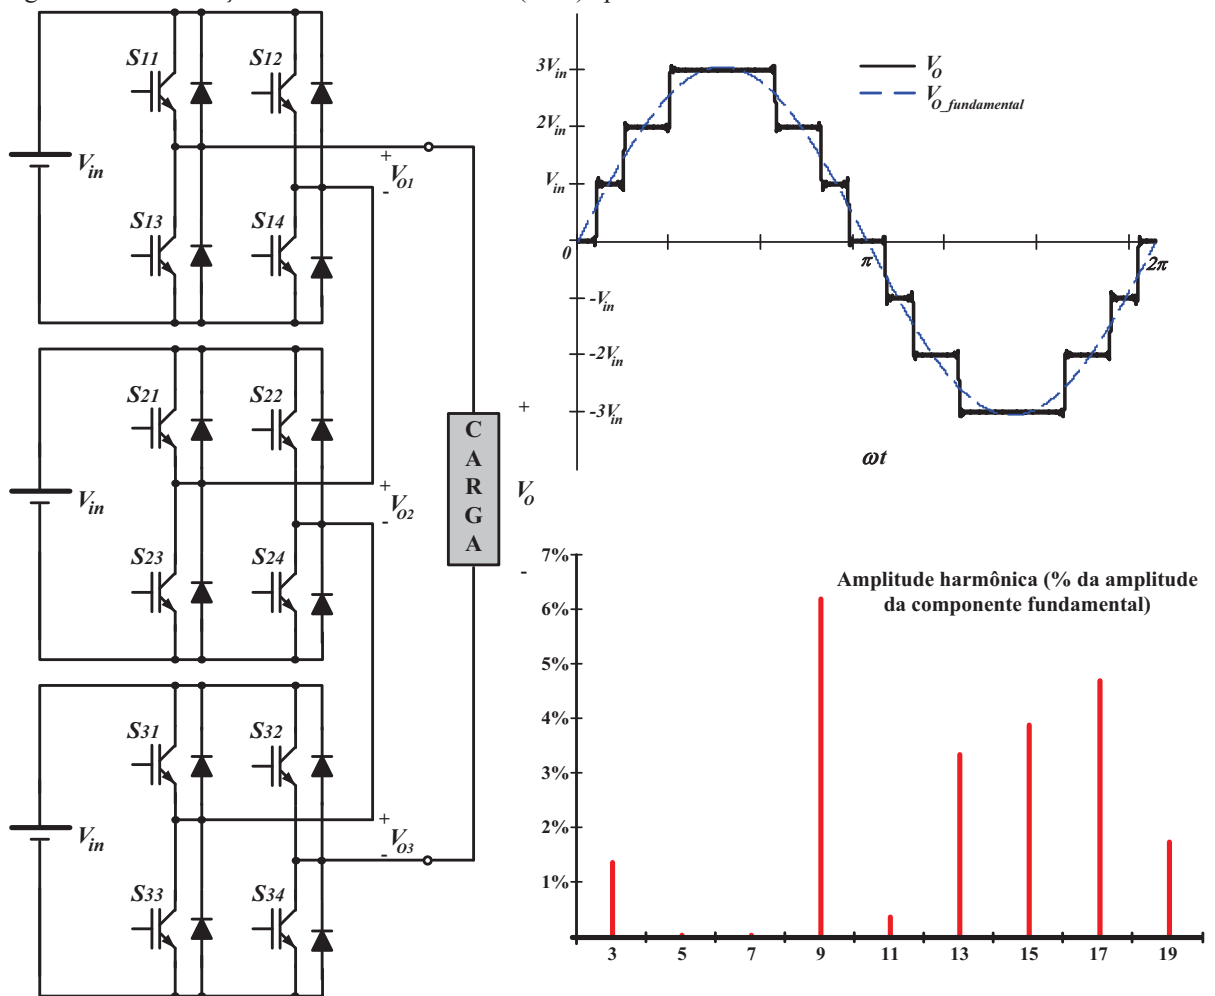 S11
S12
V_in
+
V_O1
-
S13
S14
S21
S22
V_in
+
V_O2
-
S23
S24
S31
S32
V_in
+
V_O3
-
S33
S34
+
CARGA
V_O
-
3V_in
2V_in
V_in
0
-V_in
-2V_in
-3V_in
V_O
V_O_fundamental
π
2π
ωt
7%
6%
5%
4%
3%
2%
1%
Amplitude harmônica (% da amplitude
da componente fundamental)
3 5 7 9 11 13 15 17 19